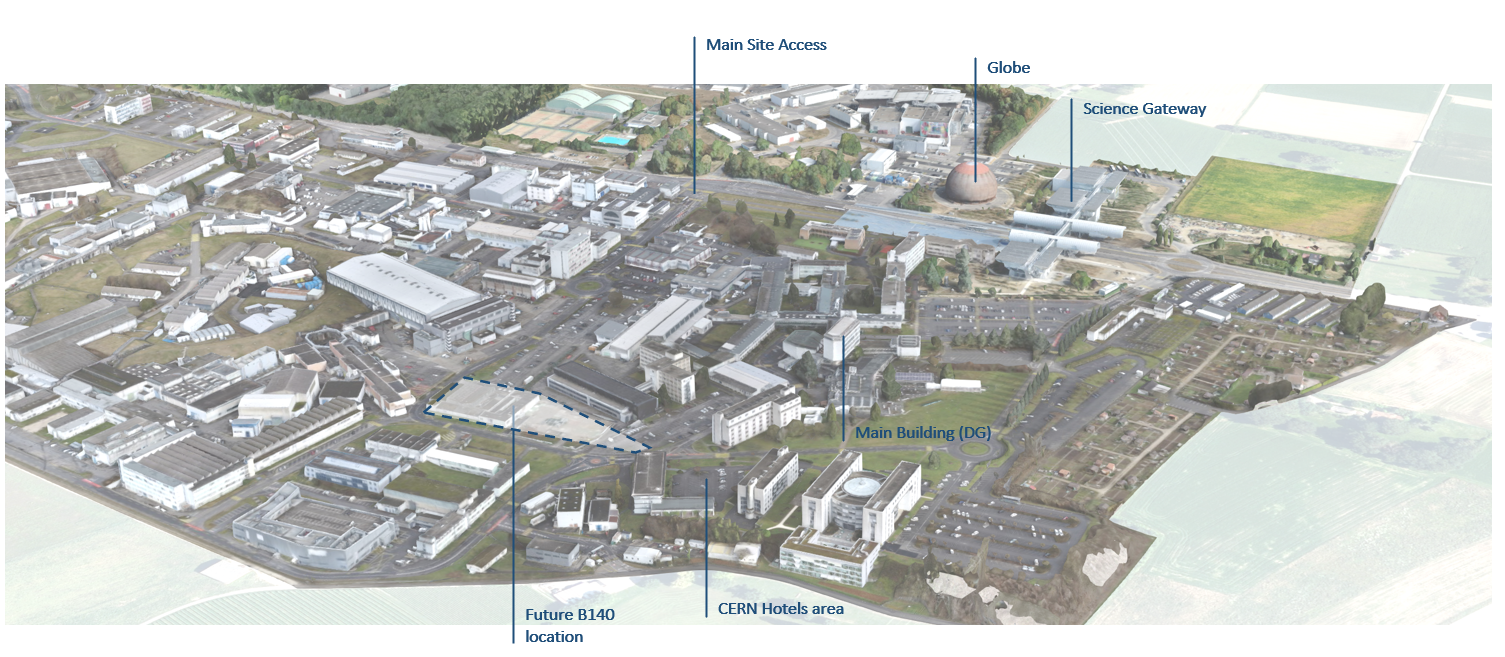 Main Site Access
Globe
Science Gateway
Main Building (DG)
Future B140
location
CERN Hotels area